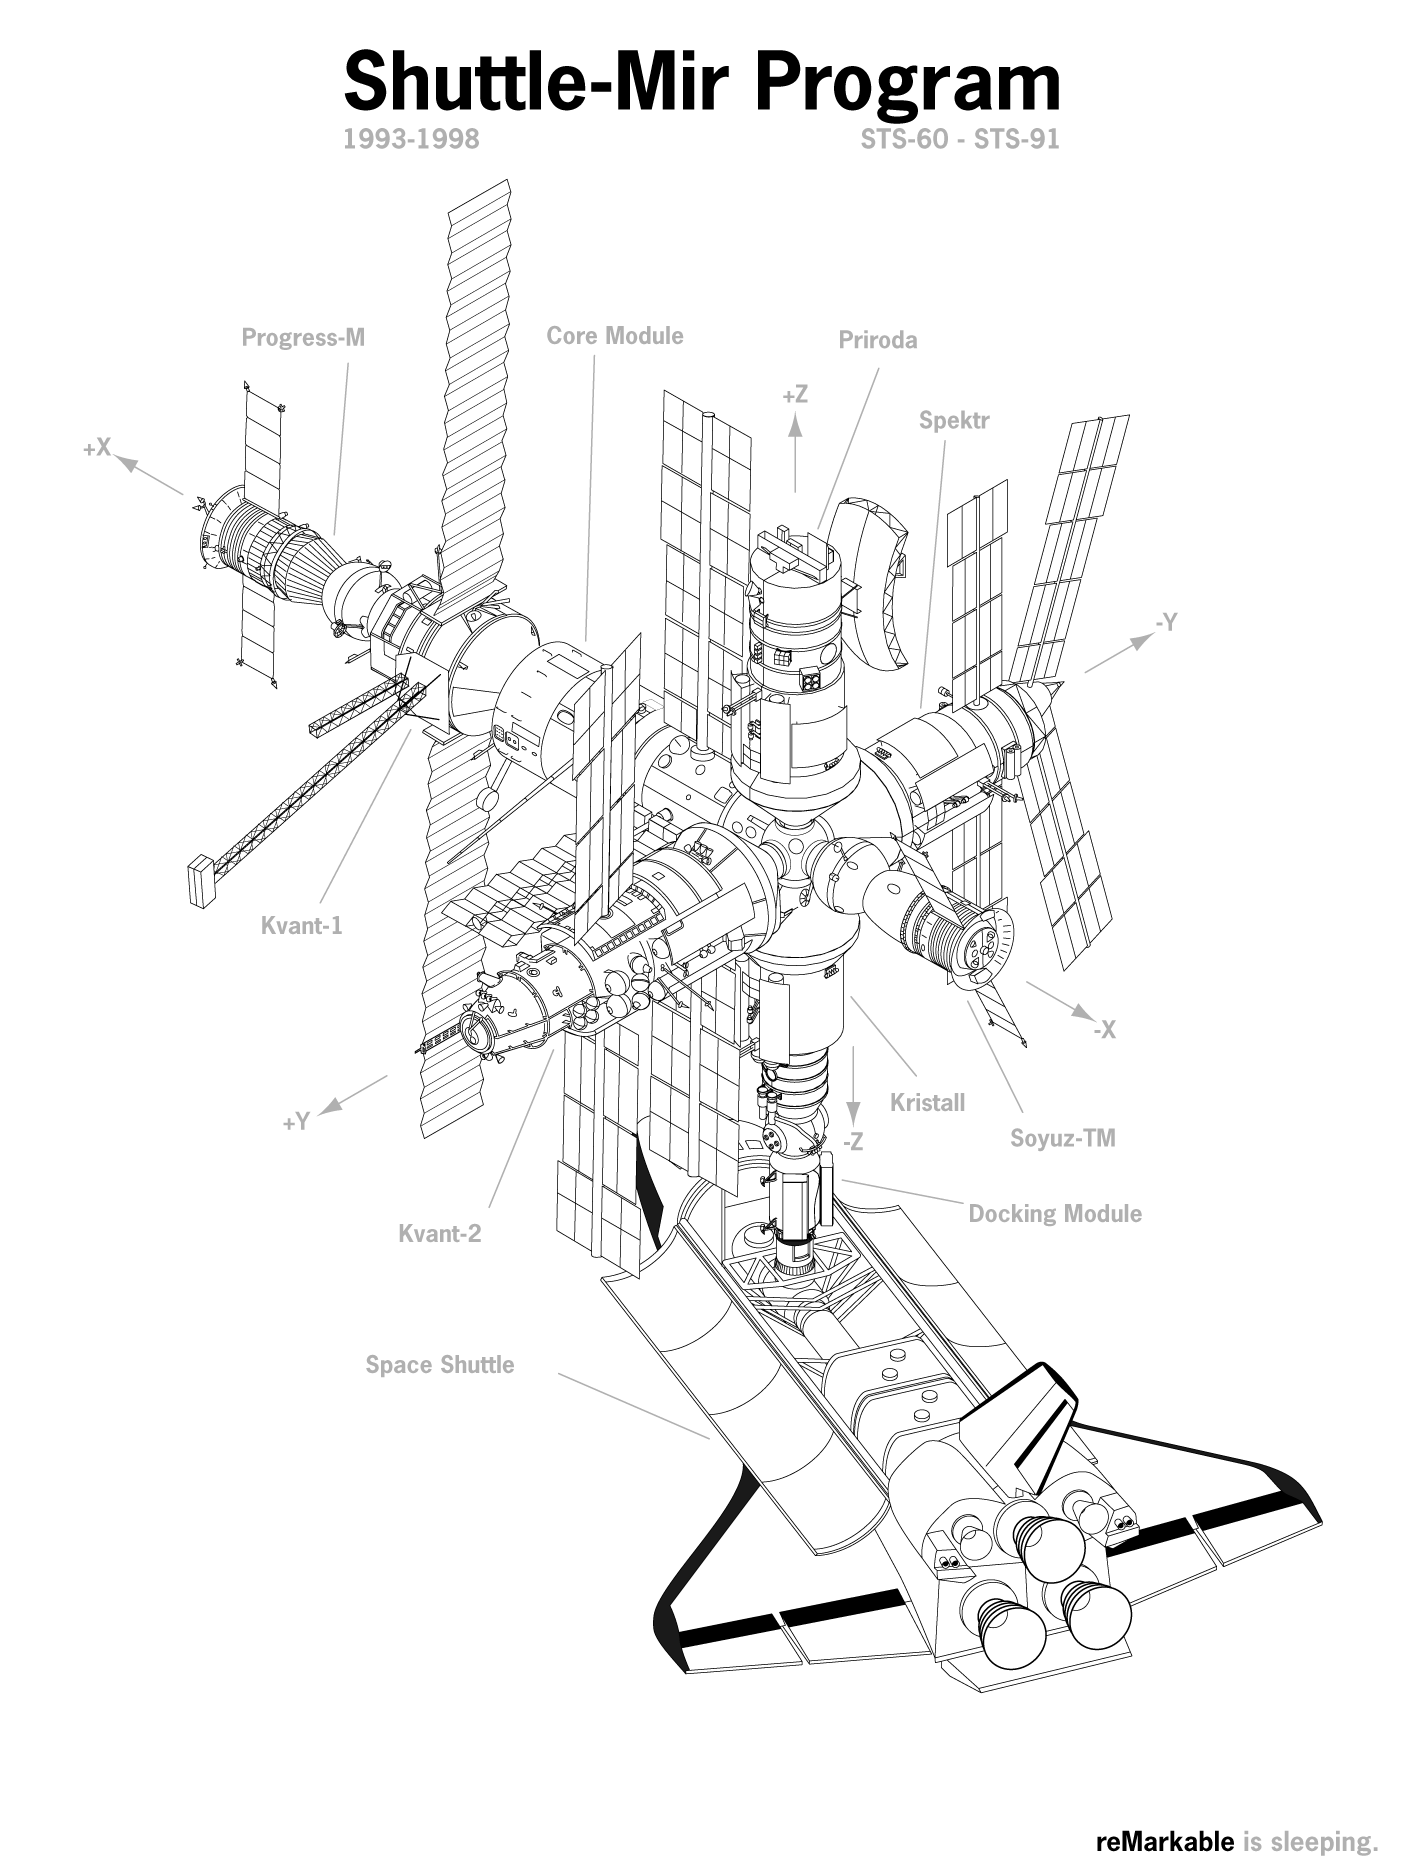 Shuttle-Mir Program
1993-1998 STS-60 - STS-91
Progress-M
Core Module
Priroda
+Z
Spektr
+X
-Y
Kvant-1
-X
+Y
Kristall
-Z
Soyuz-TM
Docking Module
Kvant-2
Space Shuttle
reMarkable is sleeping.